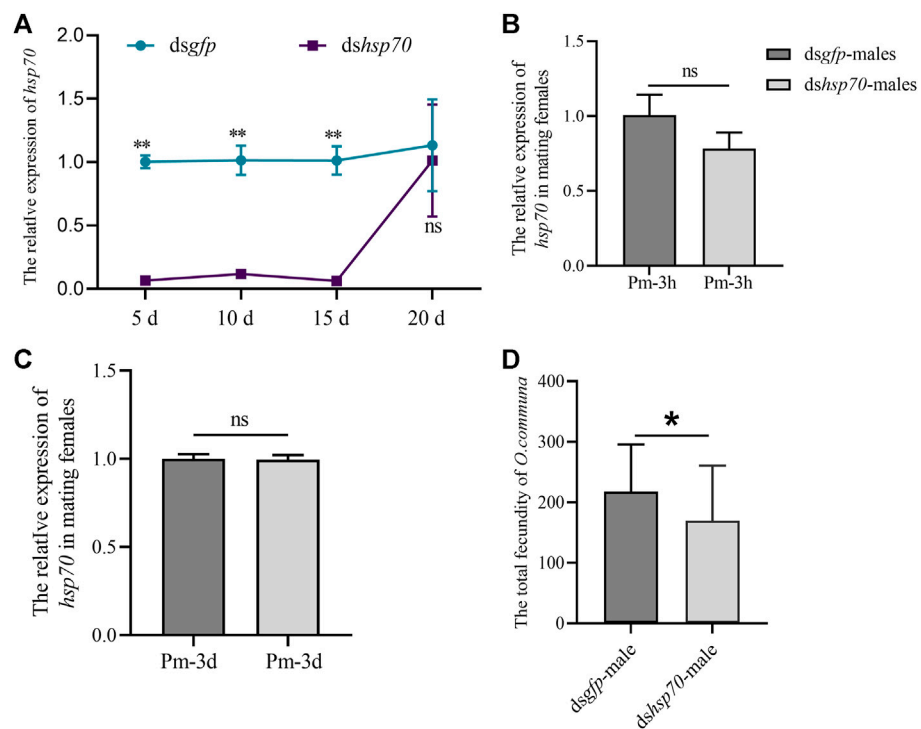 A
dsgfp
dshsp70
The relatIve expression of hsp70
2.0
1.5
1.0
0.5
0.0
**
**
**
ns
5 d
10 d
15 d
20 d
B
The relative expression of
hsp70 in mating females
1.5
1.0
0.5
0.0
ns
Pm-3h
Pm-3h
dsgfp-males
dshsp70-males
C
The relatIve expression of
hsp70 in mating females
1.5
1.0
0.5
0.0
ns
Pm-3d
Pm-3d
D
The total fecundity of O.communa
400
300
200
100
0
*
dsgfp-male
dshsp70-male